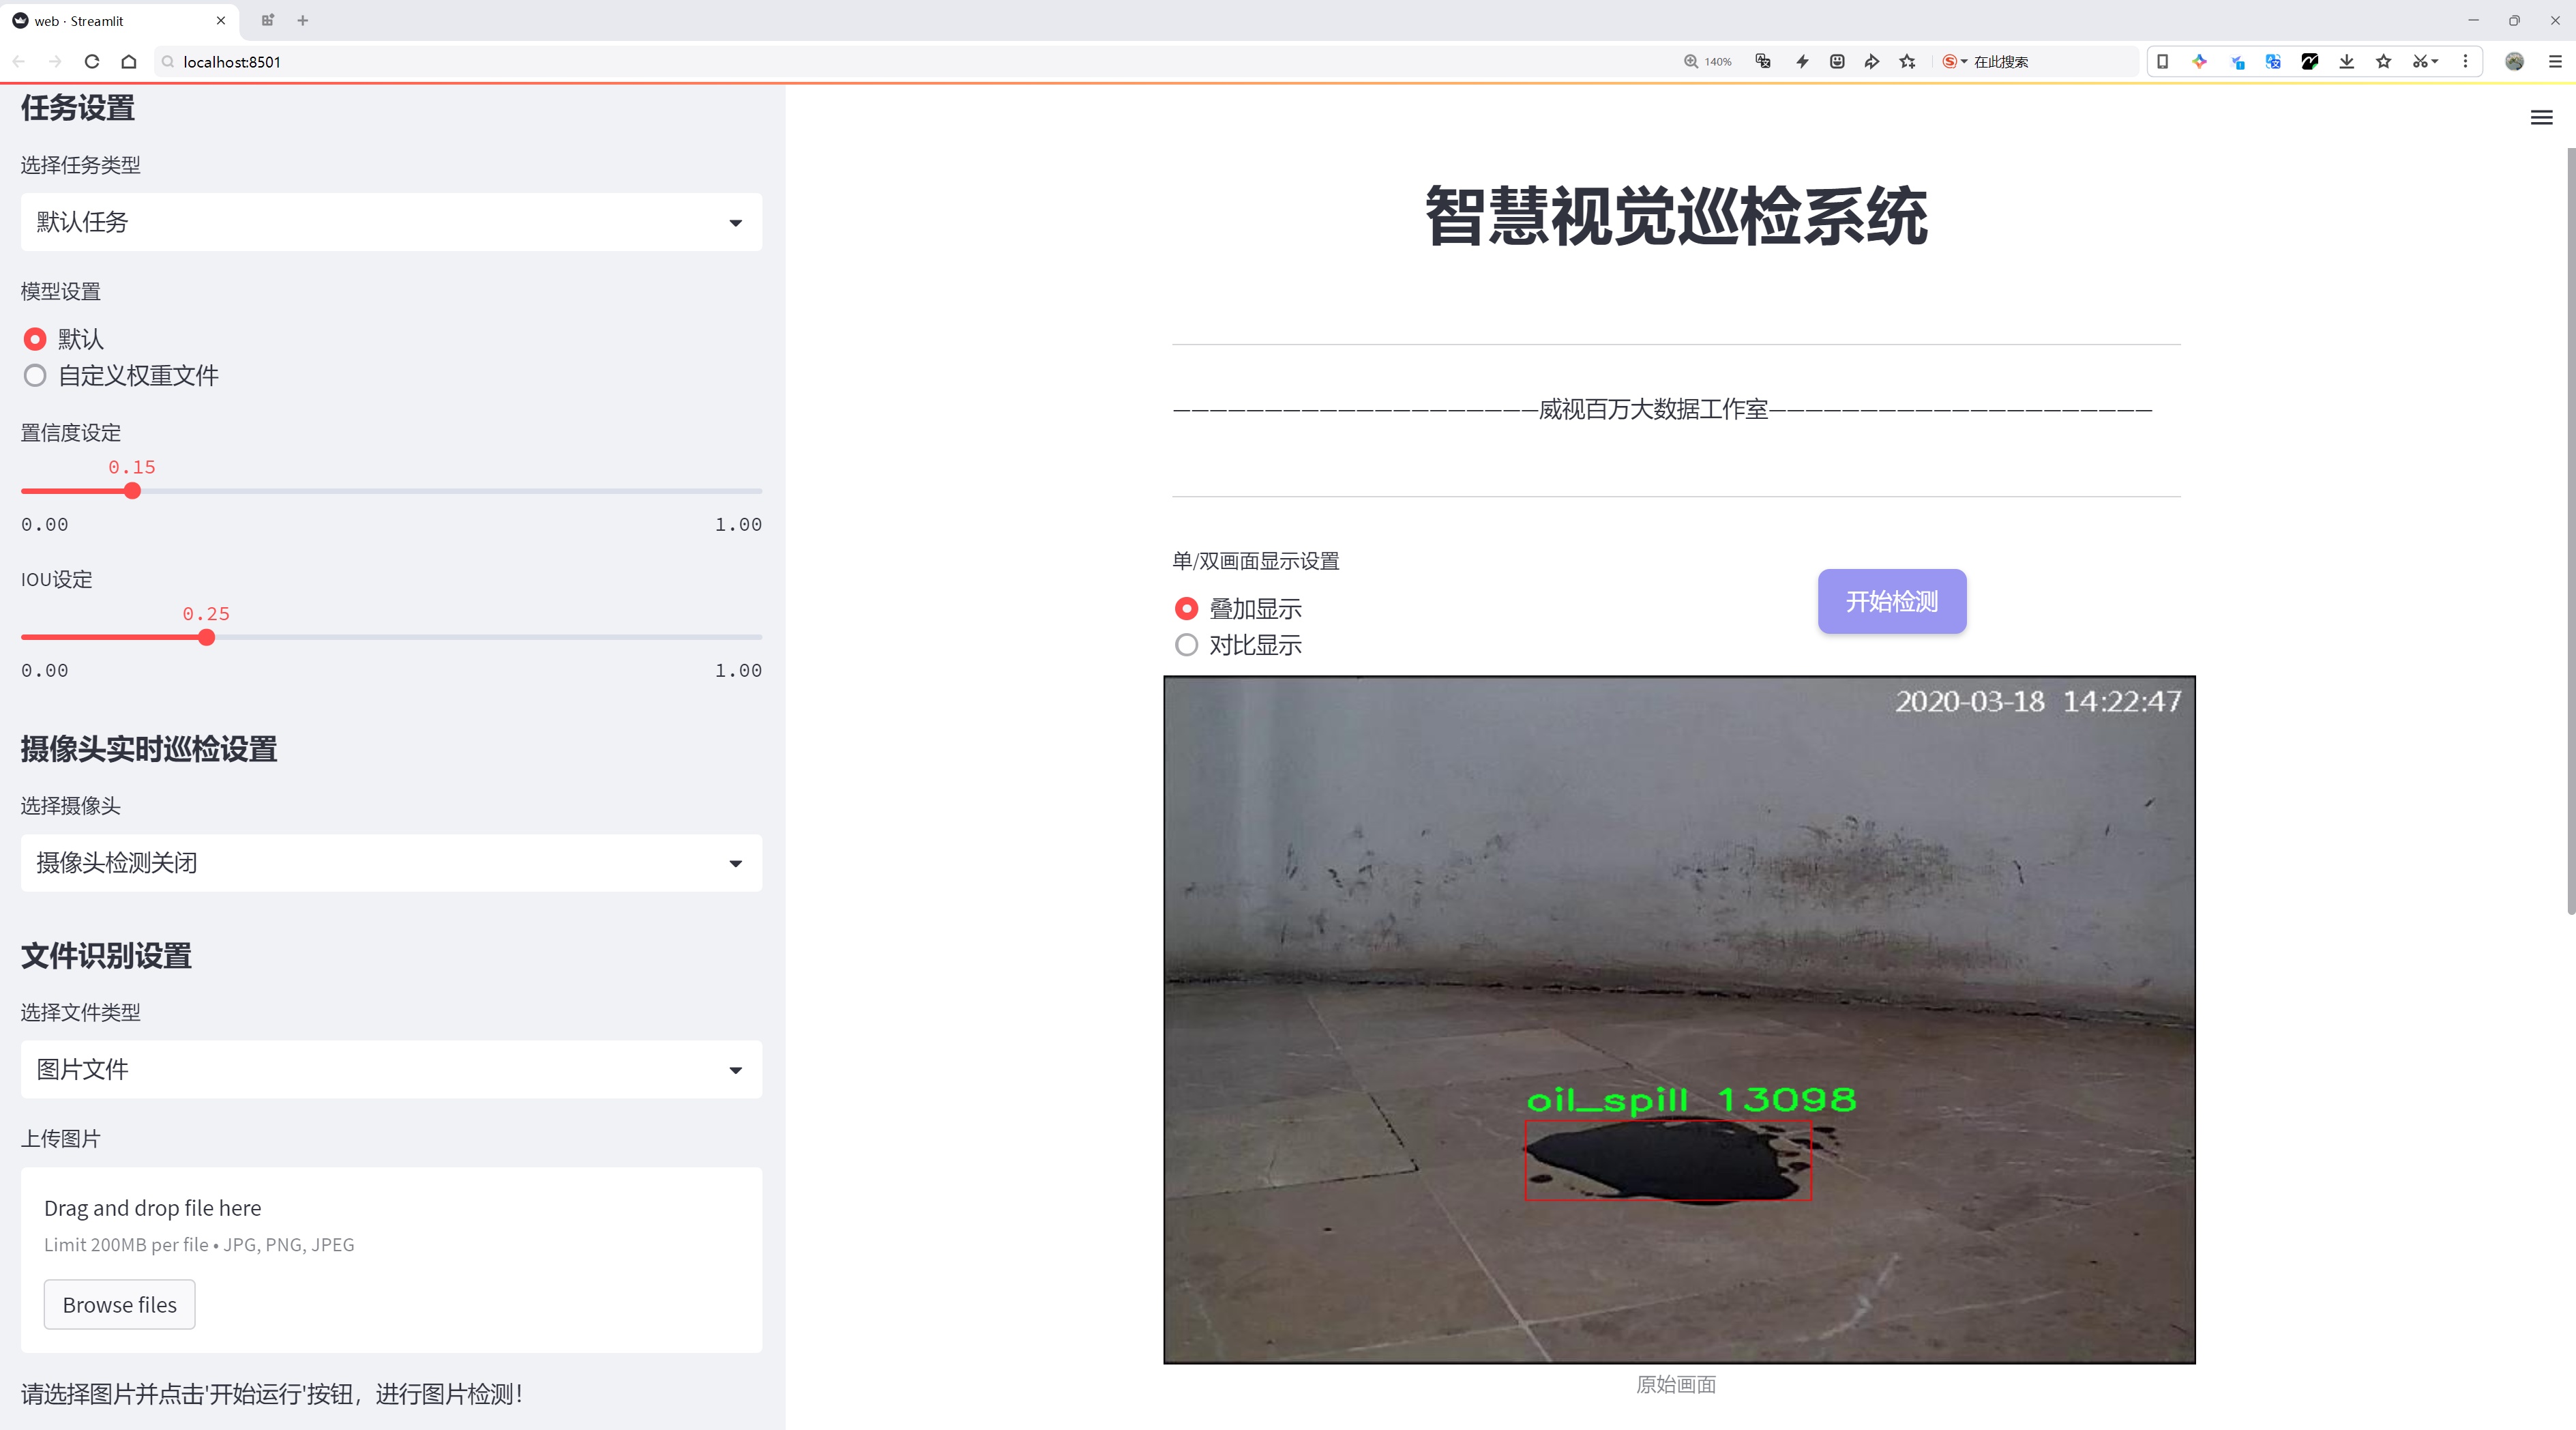 web · Streamlit
localhost:8501
140%
在此搜索
任务设置
选择任务类型
默认任务
模型设置
默认
自定义权重文件
置信度设定
0.15
0.00 1.00
IOU设定
0.25
0.00 1.00
摄像头实时巡检设置
选择摄像头
摄像头检测关闭
文件识别设置
选择文件类型
图片文件
上传图片
Drag and drop file here
Limit 200MB per file • JPG, PNG, JPEG
Browse files
请选择图片并点击'开始运行'按钮，进行图片检测！
智慧视觉巡检系统
————————————————————威视百万大数据工作室—————————————————————
单/双画面显示设置
叠加显示
对比显示
开始检测
2020-03-18 14:22:47
oil_spill 13098
原始画面